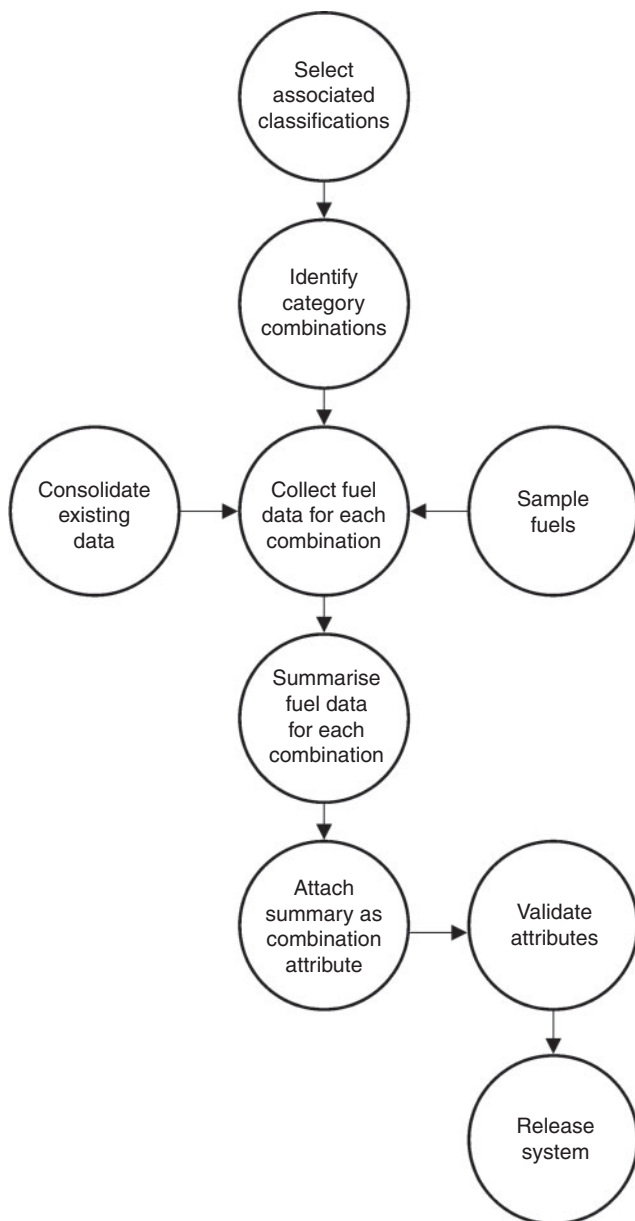 Select
associated
classifications
Identify
category
combinations
Consolidate
existing
data
Collect fuel
data for each
combination
Sample
fuels
Summarise
fuel data
for each
combination
Attach
summary as
combination
attribute
Validate
attributes
Release
system